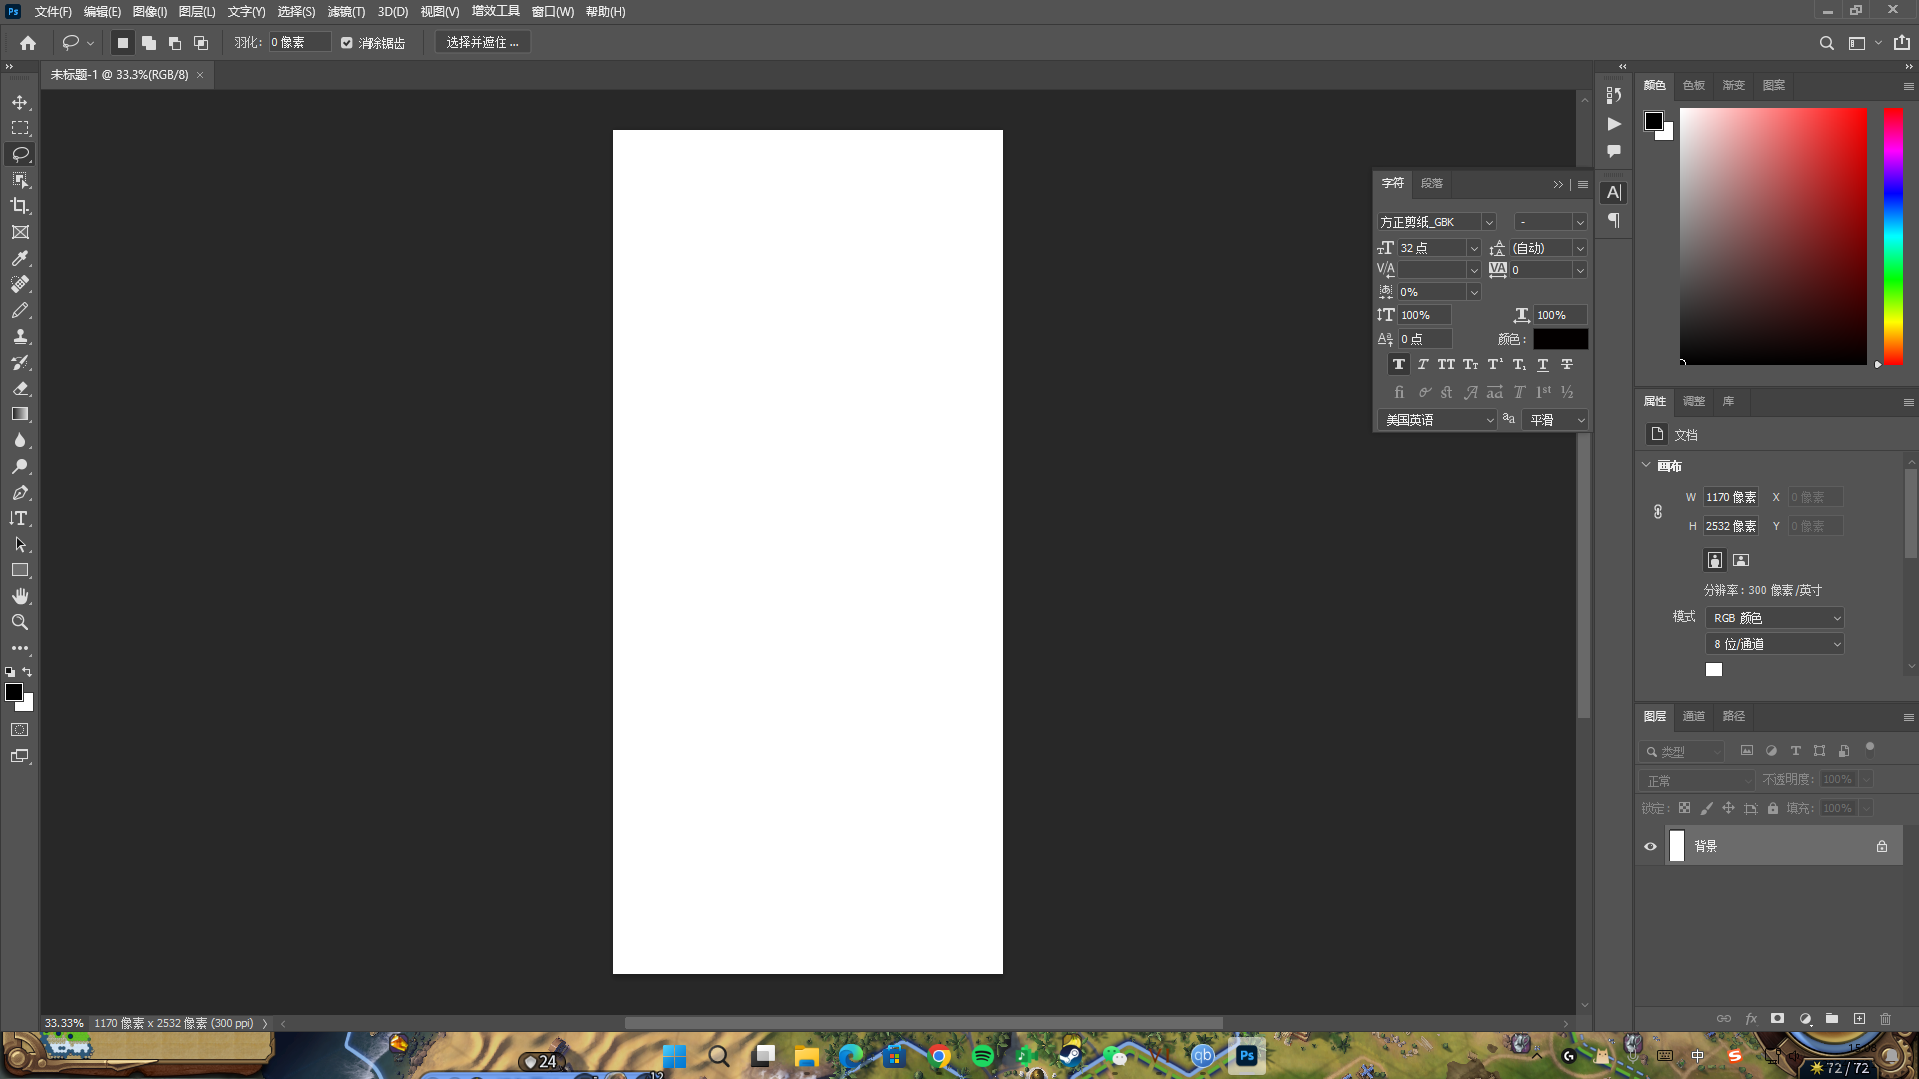 Ps 文件(F) 编辑(E) 图像(I) 图层(L) 文字(Y) 选择(S) 滤镜(T) 3D(D) 视图(V) 增效工具 窗口(W) 帮助(H)
羽化: 0 像素 消除锯齿 选择并遮住 ...
未标题-1 @ 33.3%(RGB/8) ×
颜色 色板 渐变 图案
字符 段落
方正剪纸_GBK -
32 点 (自动)
0
0%
100% 100%
0 点 颜色:
T T TT Tт T¹ T₁ T T
fi st A ad T 1st ½
美国英语 aa 平滑
属性 调整 库
文档
画布
W 1170 像素 X 0 像素
H 2532 像素 Y 0 像素
分辨率: 300 像素/英寸
模式 RGB 颜色
8 位/通道
图层 通道 路径
类型
正常 不透明度: 100%
锁定: 填充: 100%
背景
fx
33.33% 1170 像素 x 2532 像素 (300 ppi)
24
12
qb
Ps
中
72 / 72